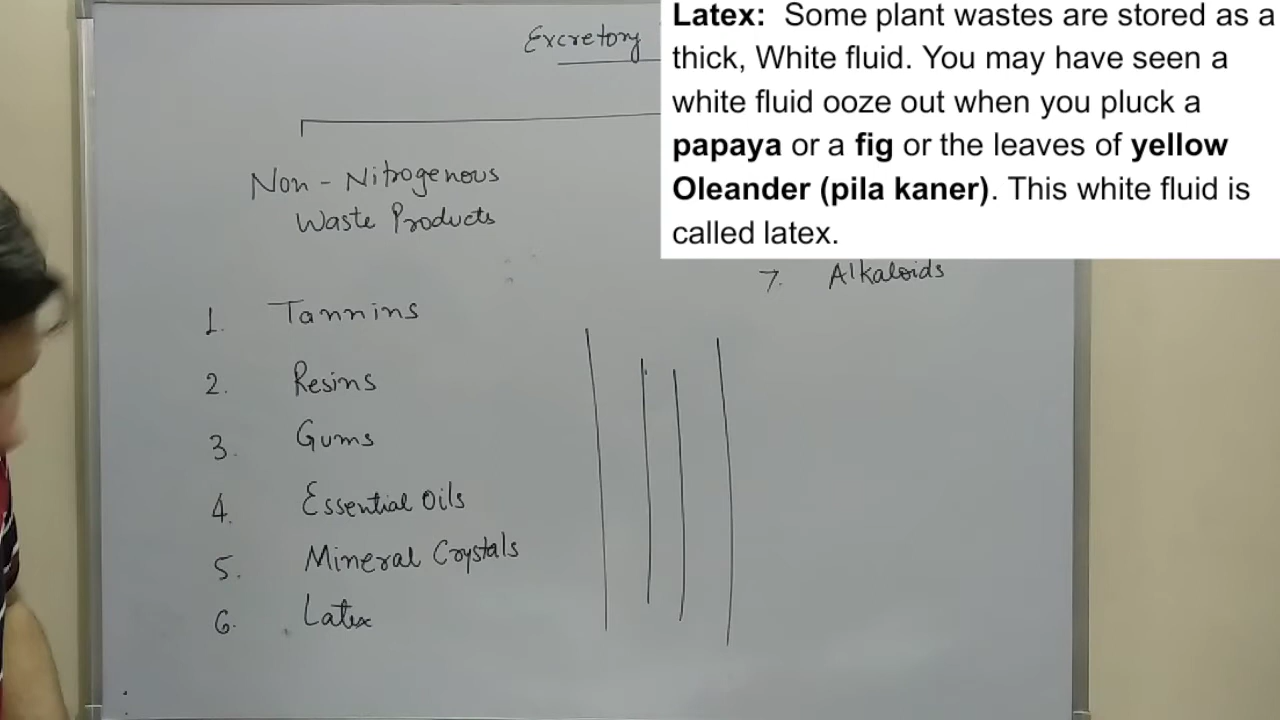 Excretory
Latex: Some plant wastes are stored as a
thick, White fluid. You may have seen a
white fluid ooze out when you pluck a
papaya or a fig or the leaves of yellow
Oleander (pila kaner). This white fluid is
called latex.
Non - Nitrogenous
Waste Products
7. Alkaloids
1. Tannins
2. Resins
3. Gums
4. Essential Oils
5. Mineral Crystals
6. Latex